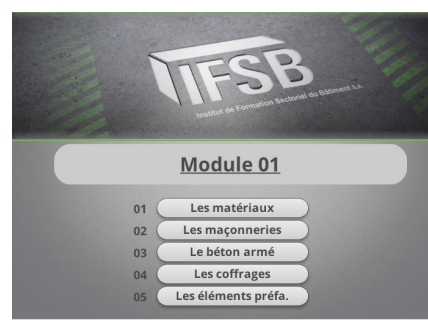 IFSB
Institut de Formation Sectoriel du Bâtiment S.A.
Module 01
01 Les matériaux
02 Les maçonneries
03 Le béton armé
04 Les coffrages
05 Les éléments préfa.